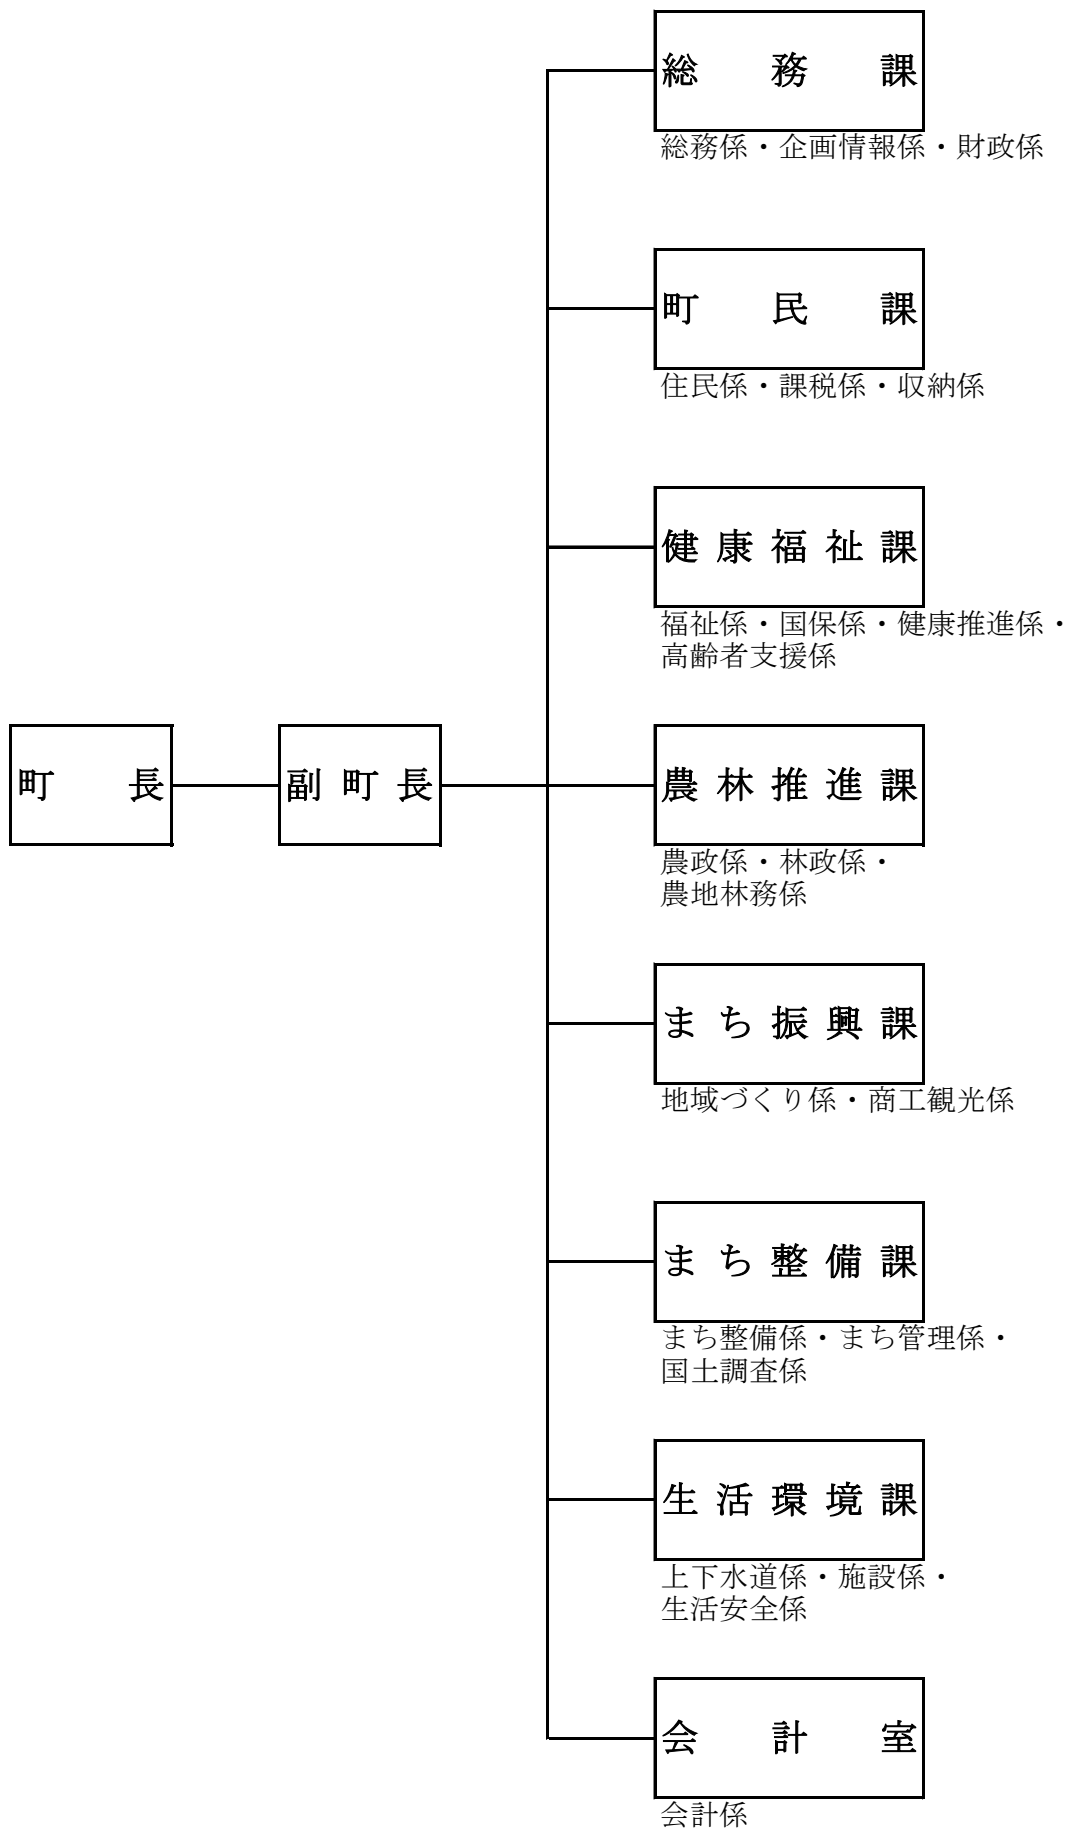 総務課
総務係・企画情報係・財政係
町民課
住民係・課税係・収納係
健康福祉課
福祉係・国保係・健康推進係・
高齢者支援係
町長
副町長
農林推進課
農政係・林政係・
農地林務係
まち振興課
地域づくり係・商工観光係
まち整備課
まち整備係・まち管理係・
国土調査係
生活環境課
上下水道係・施設係・
生活安全係
会計室
会計係